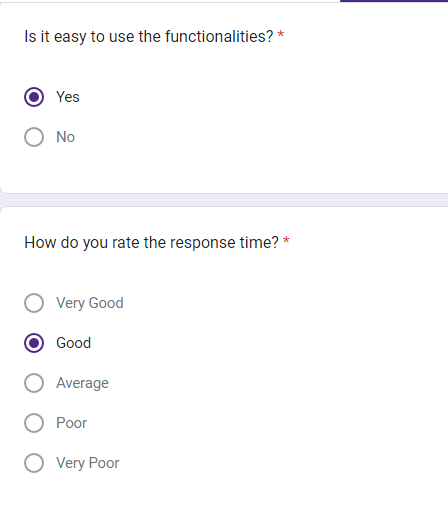 Is it easy to use the functionalities? *
Yes
No
How do you rate the response time? *
Very Good
Good
Average
Poor
Very Poor